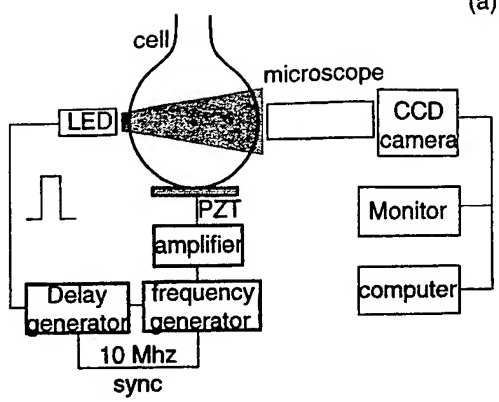 (a)
cell
microscope
LED
CCD
camera
PZT
Monitor
amplifier
computer
Delay
generator
frequency
generator
10 Mhz
sync